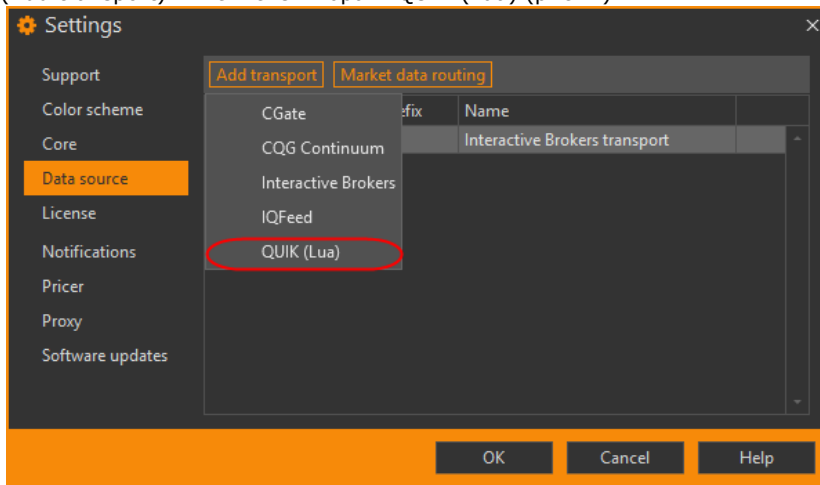 Settings
Support
Color scheme
Core
Data source
License
Notifications
Pricer
Proxy
Software updates
Add transport
Market data routing
efix
Name
Interactive Brokers transport
CGate
CQG Continuum
Interactive Brokers
IQFeed
QUIK (Lua)
OK
Cancel
Help